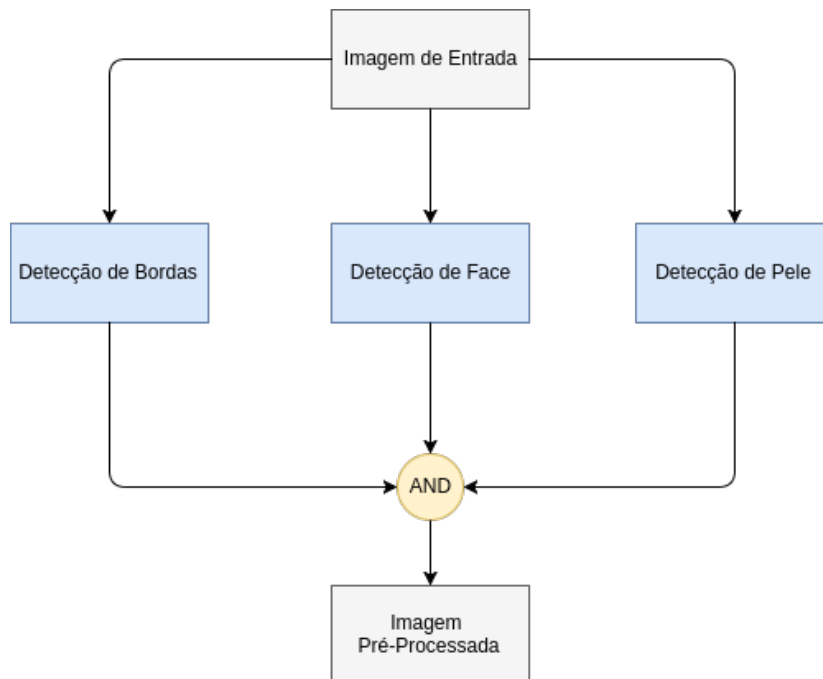 Imagem de Entrada
Detecção de Bordas
Detecção de Face
Detecção de Pele
AND
Imagem
Pré-Processada